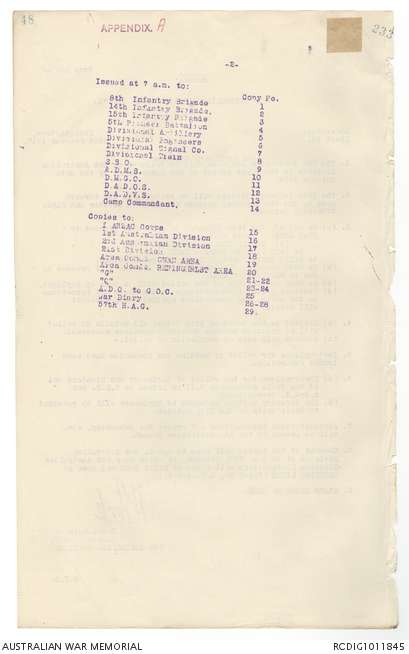 48
APPENDIX. A
233
-2-
Issued at 7 a.m. to:
Copy No.
8th Infantry Brigade 1
14th Infantry Brigade. 2
15th Infantry Brigade 3
5th Pioneer Battalion 4
Divisional Artillery 5
Divisional Engineers 6
Divisional Signal Co. 7
Divisional Train 8
S.S.O. 9
A.D.M.S. 10
D.M.G.C. 11
D.A.D.O.S. 12
D.A.D.V.S. 13
Camp Commandant. 14
Copies to:
I ANZAC Corps 15
1st Australian Division 16
2nd Australian Division 17
21st Division 18
Area Comdt. AREA 19
Area Comdt. RENINGHELST AREA 20
"G" 21-22
"Q" 23-24
A.D.C. to G.O.C. 25
War Diary 26-28
57th H.A.G. 29.
AUSTRALIAN WAR MEMORIAL
RCDIG1011845